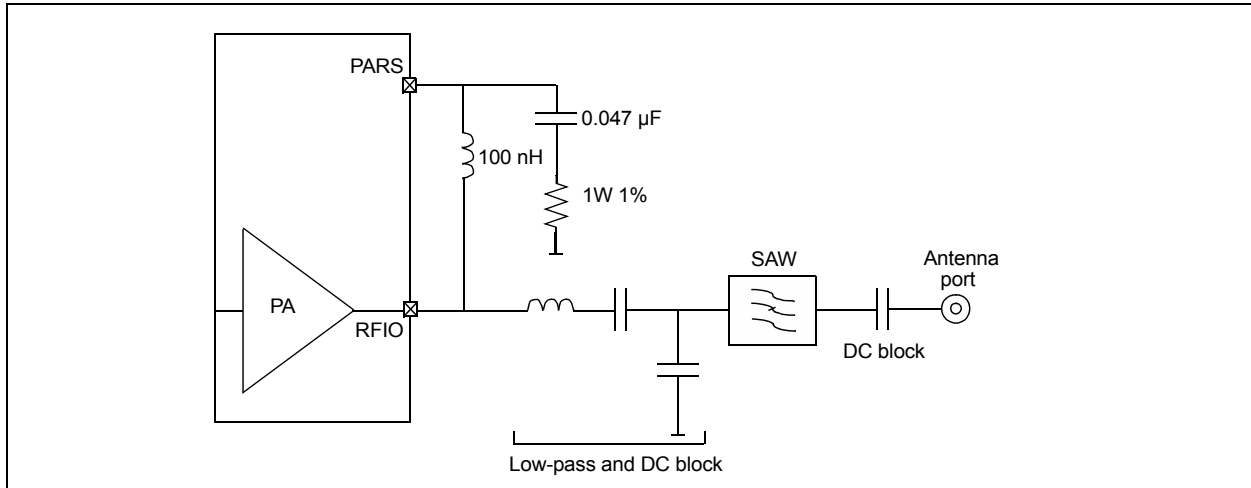 PARS
0.047 µF
100 nH
1W 1%
PA
RFIO
SAW
Antenna
port
DC block
Low-pass and DC block